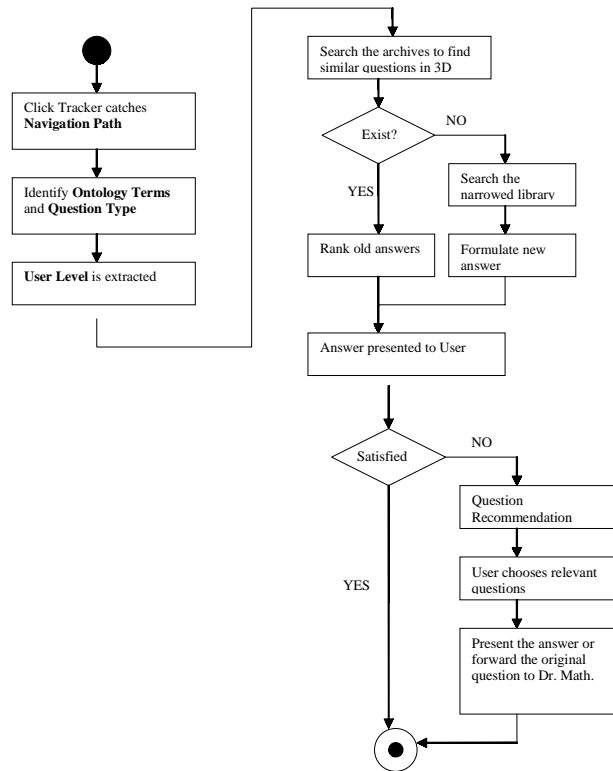 Click Tracker catches
Navigation Path
Identify Ontology Terms
and Question Type
User Level is extracted
Search the archives to find
similar questions in 3D
Exist?
NO
YES
Search the
narrowed library
Rank old answers
Formulate new
answer
Answer presented to User
Satisfied
NO
YES
Question
Recommendation
User chooses relevant
questions
Present the answer or
forward the original
question to Dr. Math.